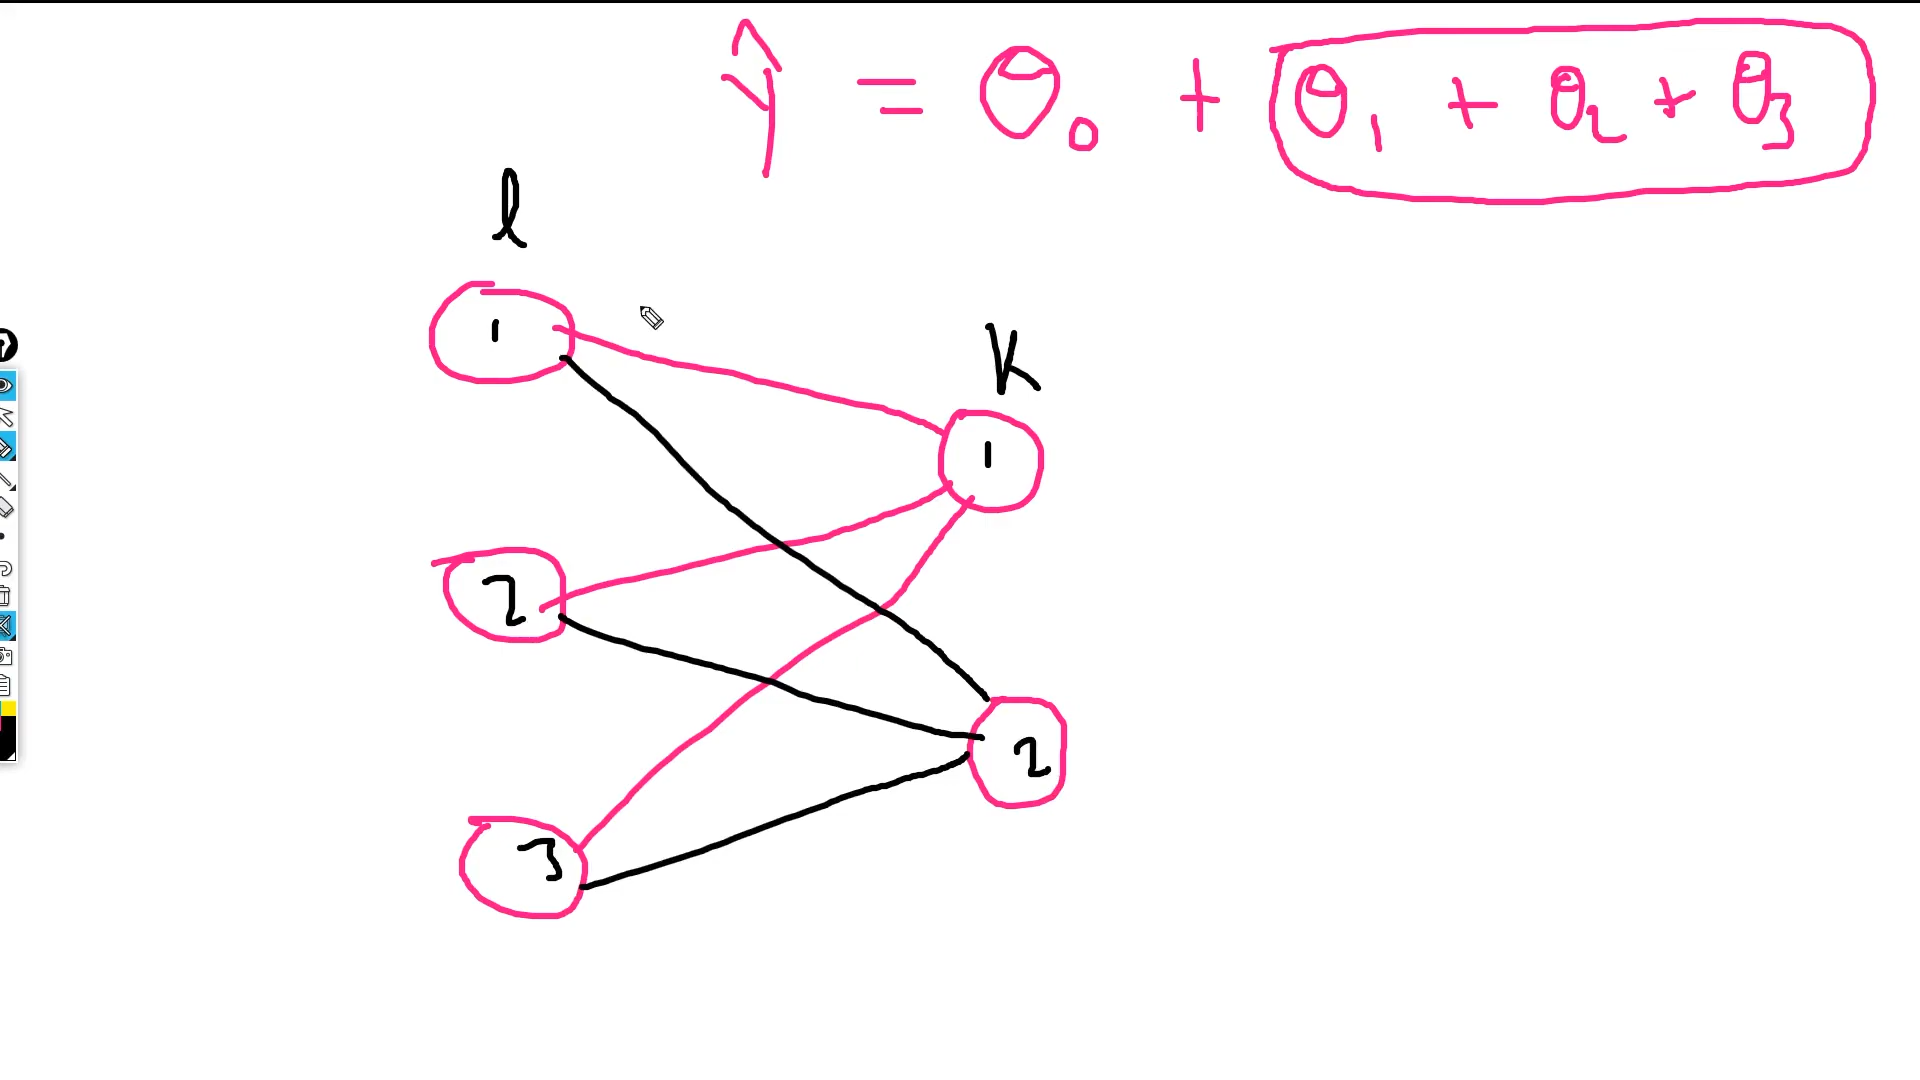 ŷ = θ₀ + θ₁ + θ₂ + θ₃
l
1
K
1
2
2
3